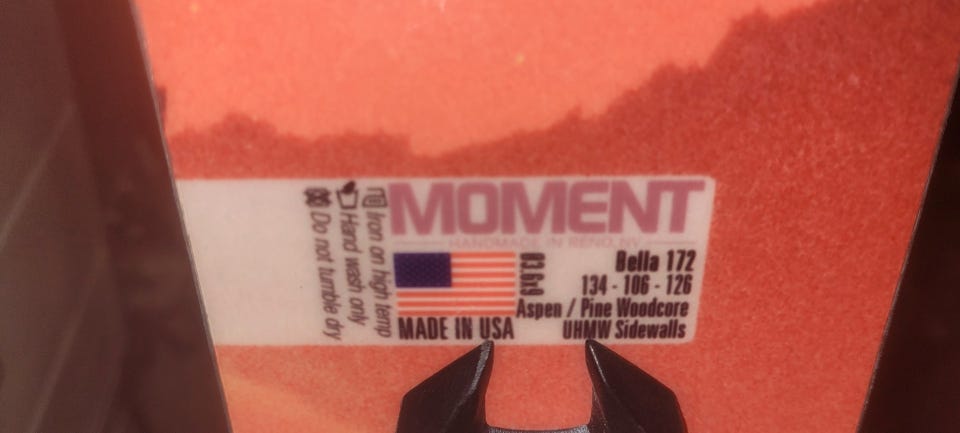 MOMENT
HANDMADE IN RENO, NV
Bella 172
134 - 106 - 126
Aspen / Pine Woodcore
UHMW Sidewalls
MADE IN USA
Iron on high temp
Hand wash only
Do not tumble dry